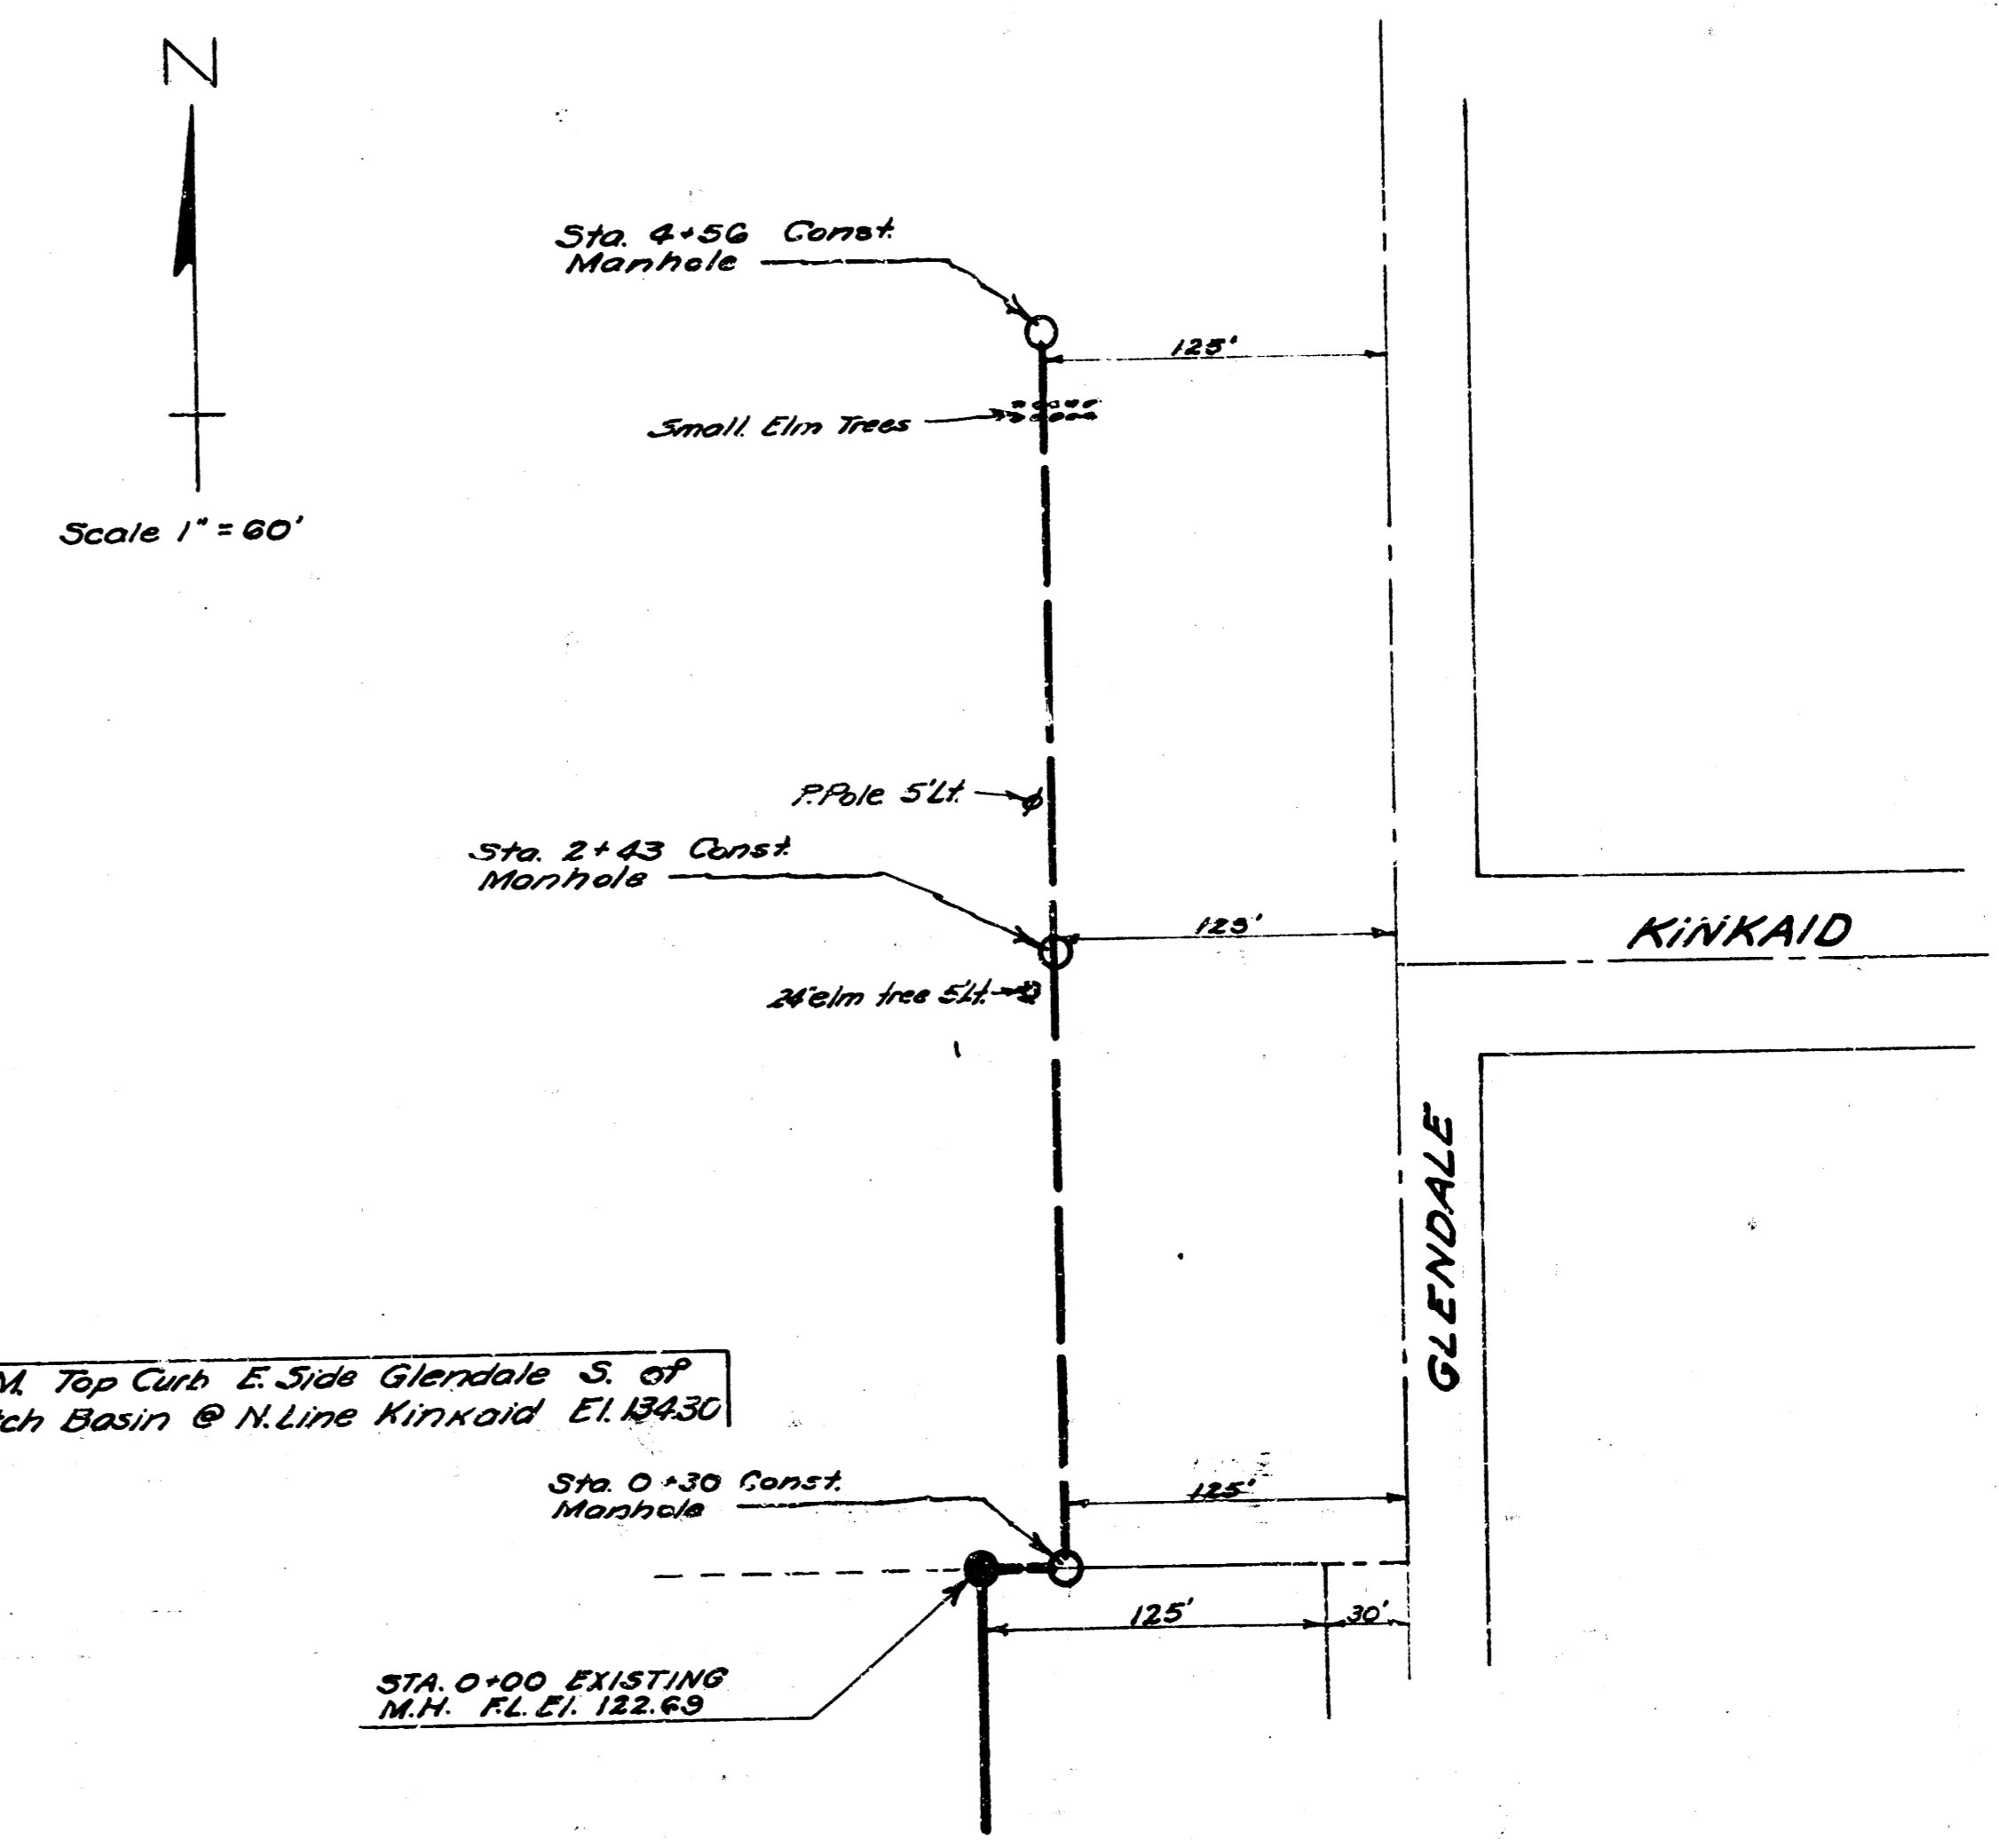 N
Sta. 4+56 Const.
Manhole
125'
Small Elm Trees
Scale 1" = 60'
P.Pole 5'Lt.
Sta. 2+43 Const.
Manhole
125'
KINKAID
24"elm tree 5'Lt.
GLENDALE
M. Top Curb E. Side Glendale S. of
tch Basin @ N. Line Kinkaid El. 134.30
Sta. 0+30 Const.
Manhole
125'
125'
30'
STA. 0+00 EXISTING
M.H. F.L. El. 122.69